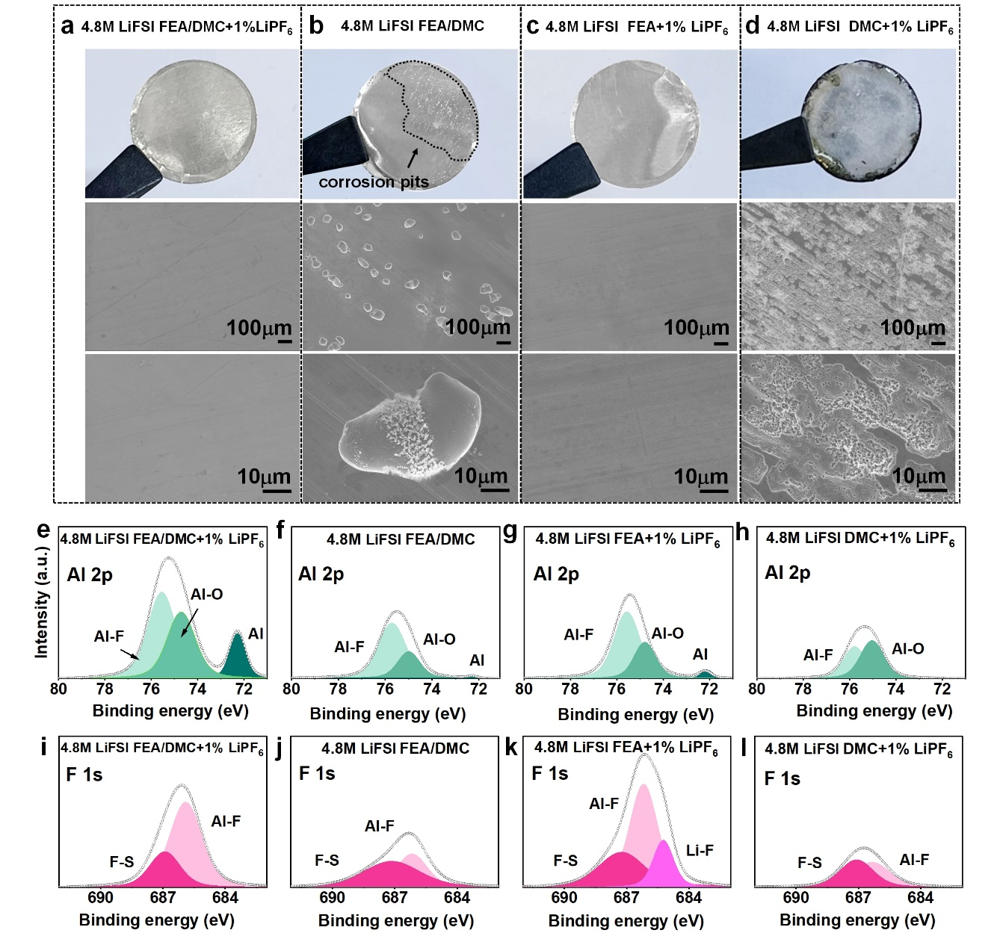 a 4.8M LiFSI FEA/DMC+1%LiPF6
b 4.8M LiFSI FEA/DMC
c 4.8M LiFSI FEA+1% LiPF6
d 4.8M LiFSI DMC+1% LiPF6
corrosion pits
100μm
100μm
100μm
100μm
10μm
10μm
10μm
10μm
e 4.8M LiFSI FEA/DMC+1% LiPF6
Al 2p
Al-O
Al-F
Al
Intensity (a.u.)
80 78 76 74 72
Binding energy (eV)
f 4.8M LiFSI FEA/DMC
Al 2p
Al-F
Al-O
Al
80 78 76 74 72
Binding energy (eV)
g 4.8M LiFSI FEA+1% LiPF6
Al 2p
Al-F
Al-O
Al
80 78 76 74 72
Binding energy (eV)
h 4.8M LiFSI DMC+1% LiPF6
Al 2p
Al-F
Al-O
80 78 76 74 72
Binding energy (eV)
i 4.8M LiFSI FEA/DMC+1% LiPF6
F 1s
Al-F
F-S
690 687 684
Binding energy (eV)
j 4.8M LiFSI FEA/DMC
F 1s
Al-F
F-S
690 687 684
Binding energy (eV)
k 4.8M LiFSI FEA+1% LiPF6
F 1s
Al-F
F-S
Li-F
690 687 684
Binding energy (eV)
l 4.8M LiFSI DMC+1% LiPF6
F 1s
F-S
Al-F
690 687 684
Binding energy (eV)